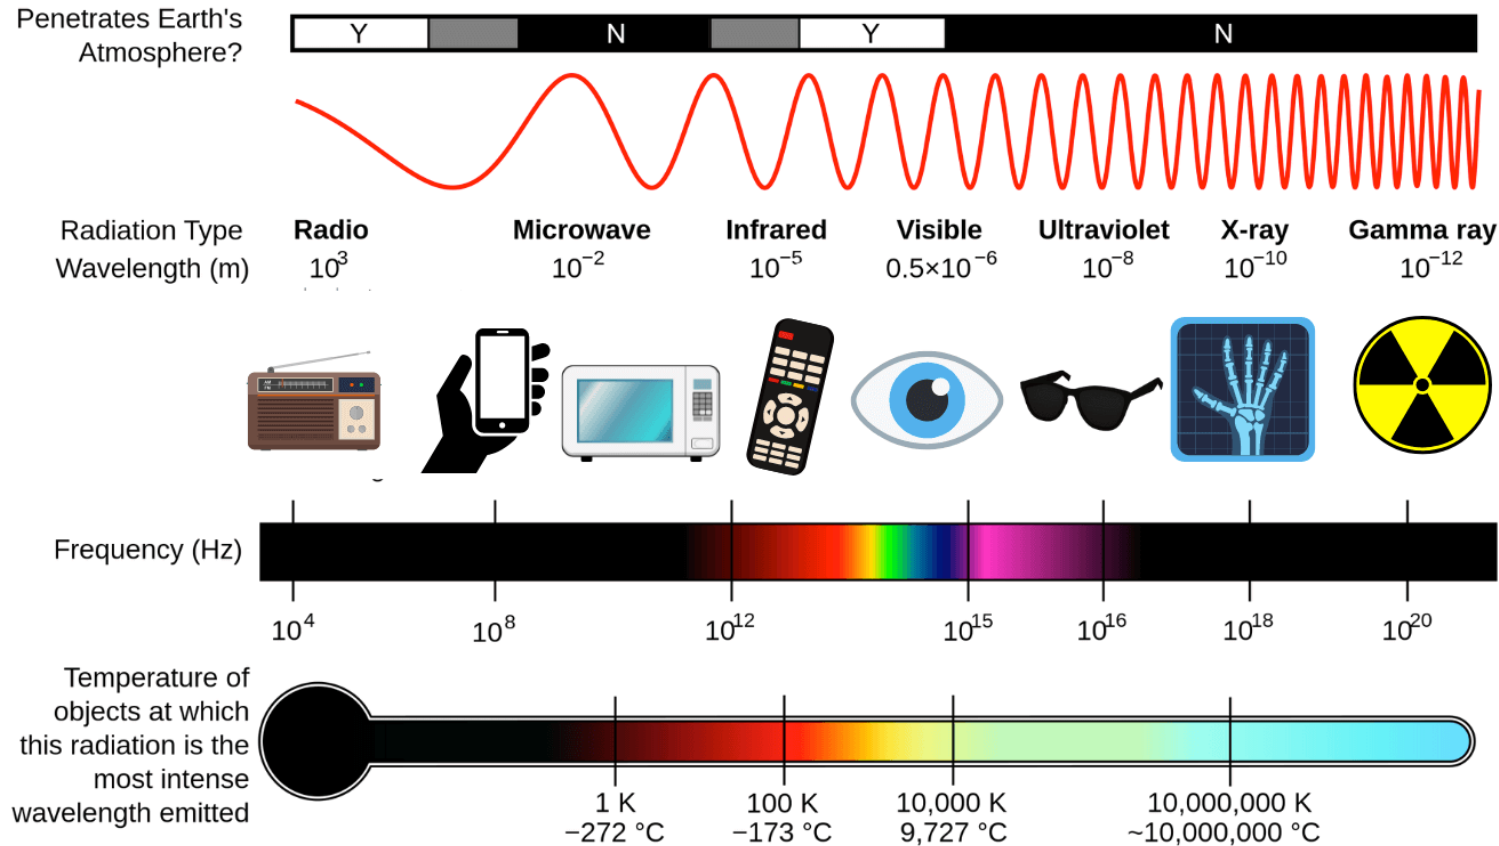 Penetrates Earth's
Atmosphere?
Y N Y N
Radiation Type Radio Microwave Infrared Visible Ultraviolet X-ray Gamma ray
Wavelength (m) 10³ 10⁻² 10⁻⁵ 0.5×10⁻⁶ 10⁻⁸ 10⁻¹⁰ 10⁻¹²
Frequency (Hz)
10⁴ 10⁸ 10¹² 10¹⁵ 10¹⁶ 10¹⁸ 10²⁰
Temperature of
objects at which
this radiation is the
most intense
wavelength emitted
1 K 100 K 10,000 K 10,000,000 K
−272 °C −173 °C 9,727 °C ~10,000,000 °C